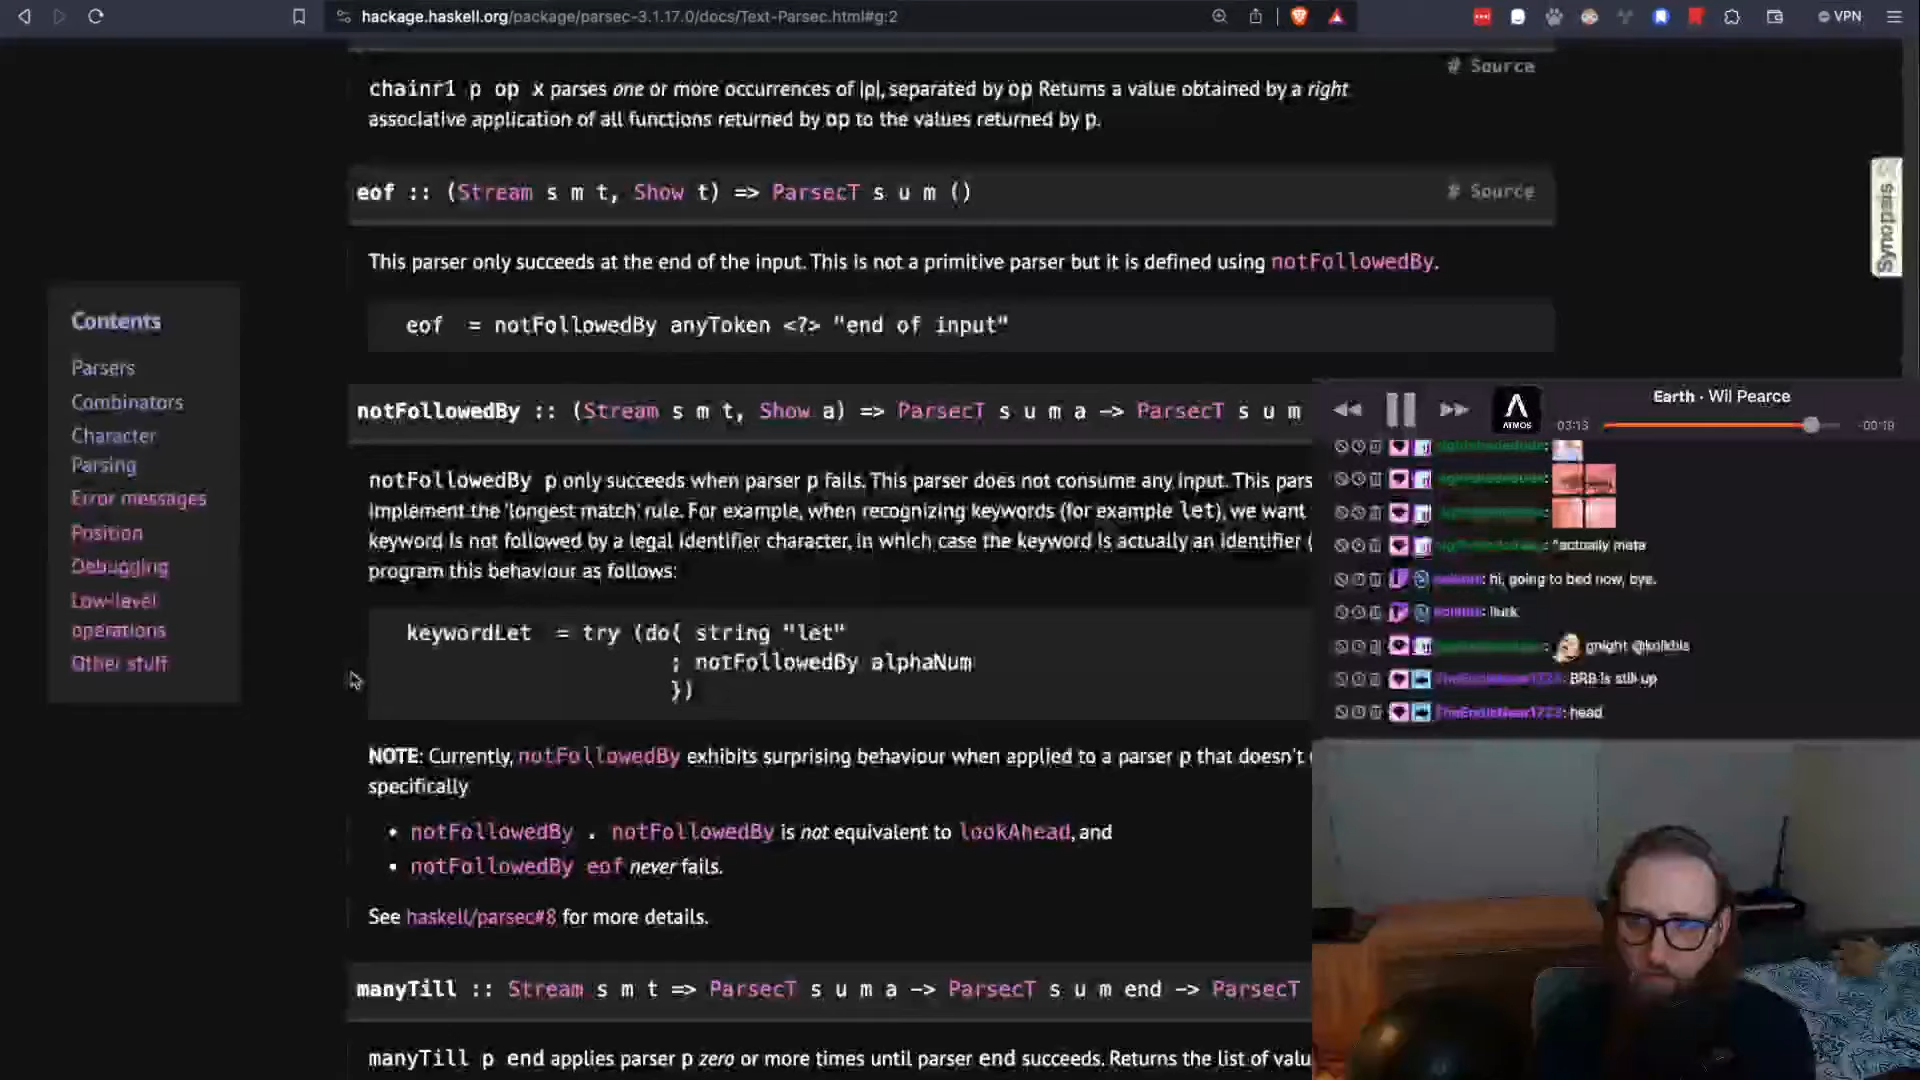 hackage.haskell.org/package/parsec-3.1.17.0/docs/Text-Parsec.html#g:2
VPN
# Source
chainr1 p op x parses one or more occurrences of |p|, separated by op Returns a value obtained by a right
associative application of all functions returned by op to the values returned by p.
eof :: (Stream s m t, Show t) => ParsecT s u m ()
# Source
Synopsis
This parser only succeeds at the end of the input. This is not a primitive parser but it is defined using notFollowedBy.
eof = notFollowedBy anyToken <?> "end of input"
Contents
Parsers
Combinators
Character
Parsing
Error messages
Position
Debugging
Low-level
operations
Other stuff
notFollowedBy :: (Stream s m t, Show a) => ParsecT s u m a -> ParsecT s u m
notFollowedBy p only succeeds when parser p fails. This parser does not consume any input. This pars
implement the 'longest match' rule. For example, when recognizing keywords (for example let), we want
keyword is not followed by a legal identifier character, in which case the keyword is actually an identifier (
program this behaviour as follows:
keywordLet = try (do{ string "let"
; notFollowedBy alphaNum
})
NOTE: Currently, notFollowedBy exhibits surprising behaviour when applied to a parser p that doesn't
specifically
• notFollowedBy . notFollowedBy is not equivalent to lookAhead, and
• notFollowedBy eof never fails.
See haskell/parsec#8 for more details.
manyTill :: Stream s m t => ParsecT s u m a -> ParsecT s u m end -> ParsecT
manyTill p end applies parser p zero or more times until parser end succeeds. Returns the list of valu
ATMOS
Earth · Wil Pearce
03:13
-00:19
"actually meta
hi, going to bed now, bye.
gnight
TheEndIsNear1723: BRB is still up
TheEndIsNear1723: head